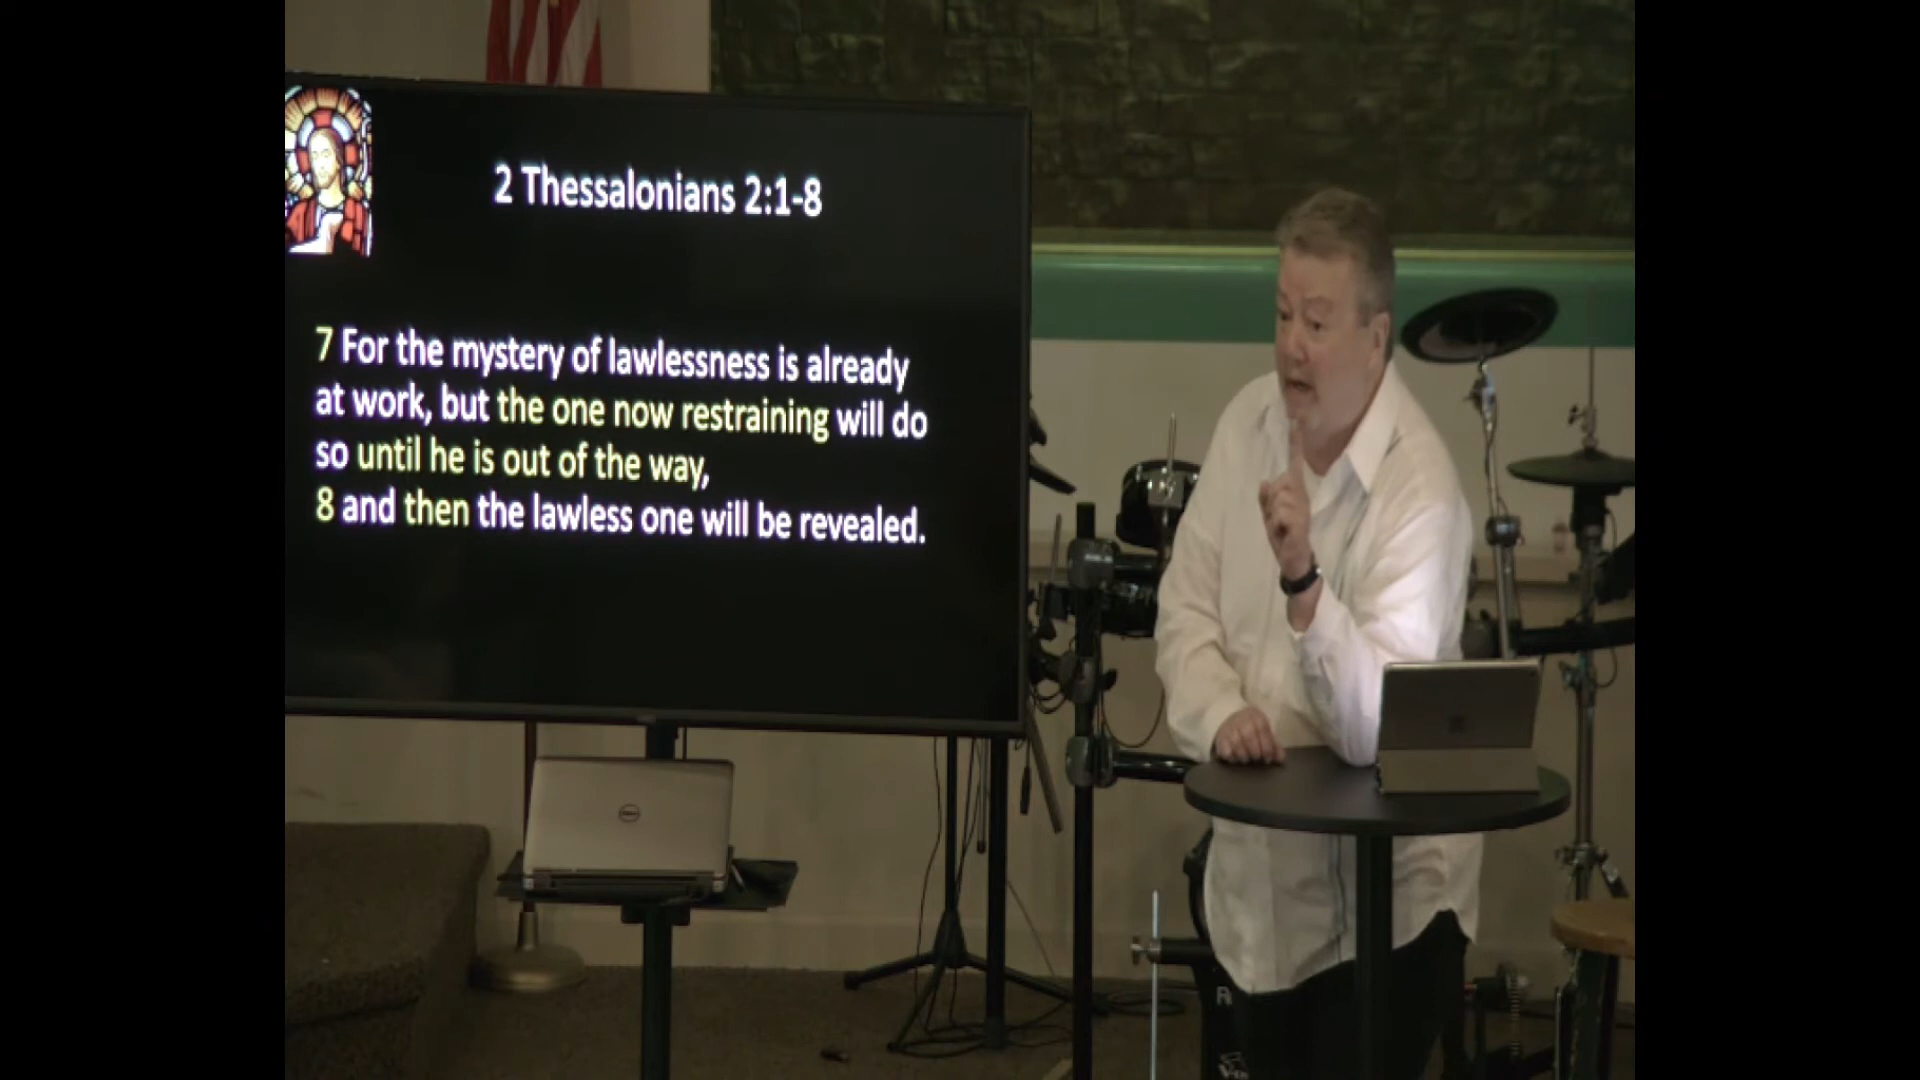 2 Thessalonians 2:1-8
7 For the mystery of lawlessness is already
at work, but the one now restraining will do
so until he is out of the way,
8 and then the lawless one will be revealed.
DELL